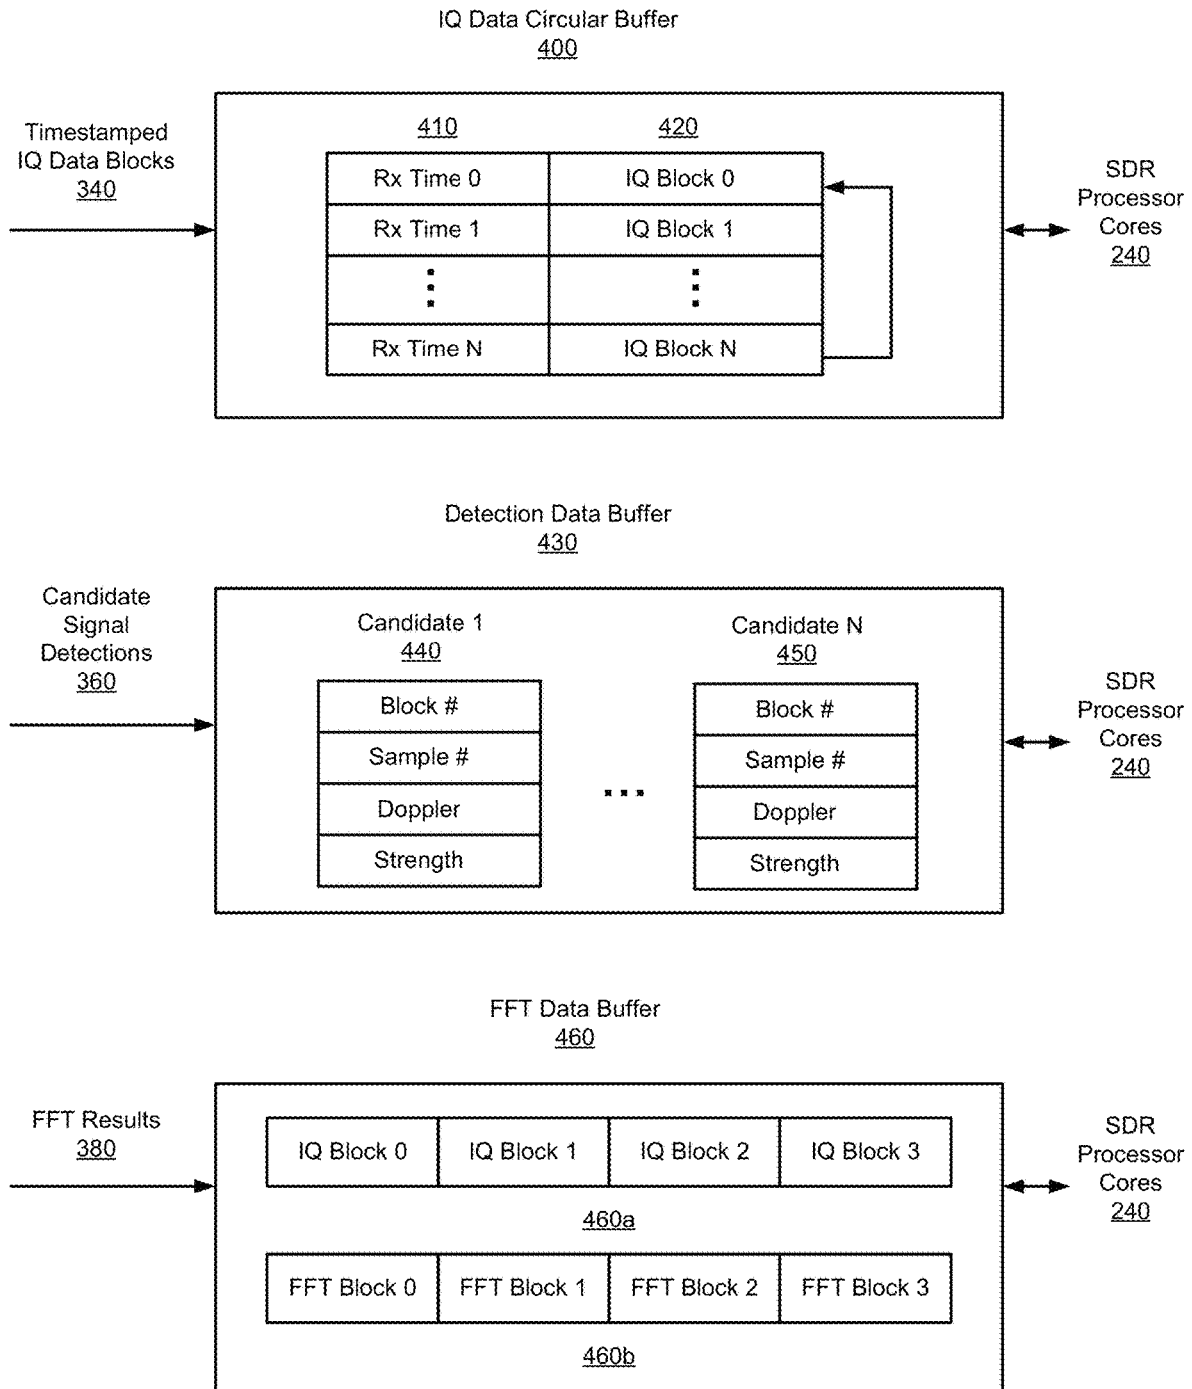 IQ Data Circular Buffer
400
Timestamped
IQ Data Blocks
340
410
420
Rx Time 0
IQ Block 0
Rx Time 1
IQ Block 1
Rx Time N
IQ Block N
SDR
Processor
Cores
240
Detection Data Buffer
430
Candidate
Signal
Detections
360
Candidate 1
440
Block #
Sample #
Doppler
Strength
...
Candidate N
450
Block #
Sample #
Doppler
Strength
SDR
Processor
Cores
240
FFT Data Buffer
460
FFT Results
380
IQ Block 0
IQ Block 1
IQ Block 2
IQ Block 3
460a
FFT Block 0
FFT Block 1
FFT Block 2
FFT Block 3
460b
SDR
Processor
Cores
240